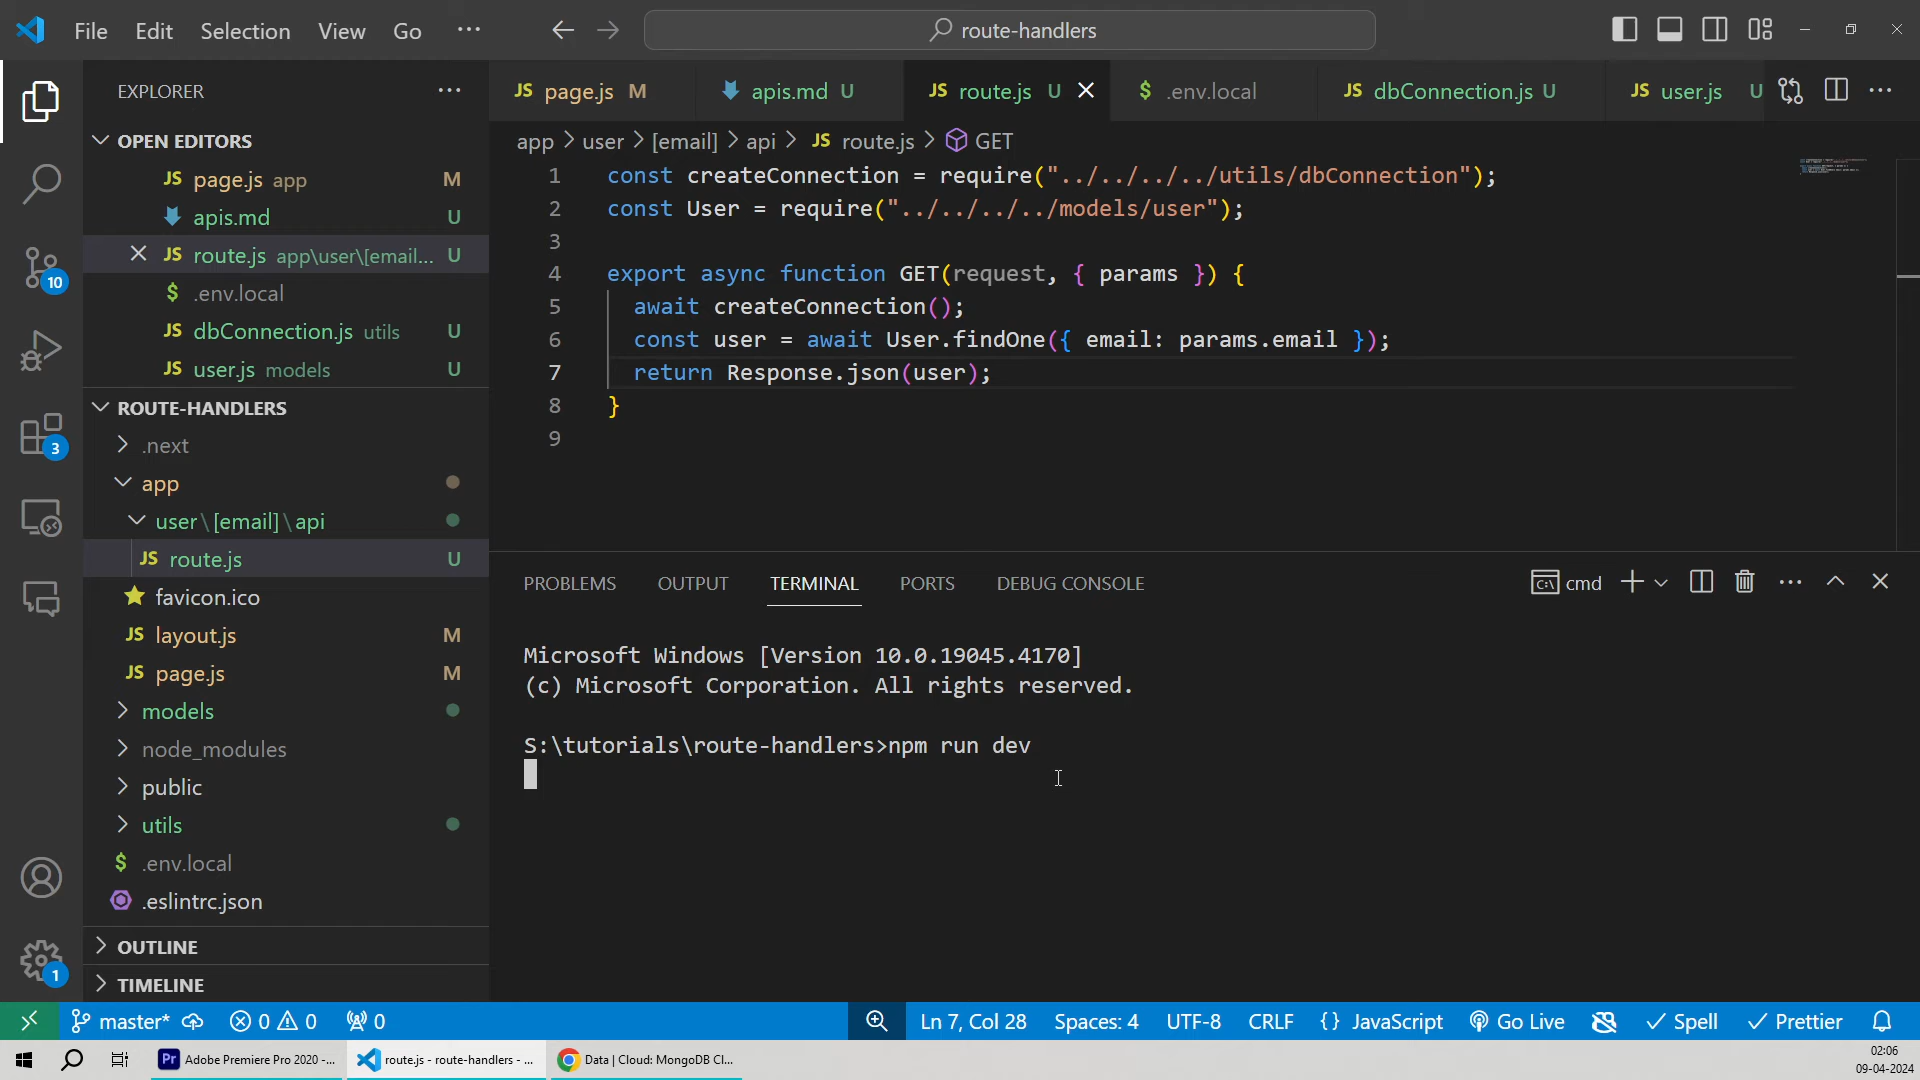 File Edit Selection View Go ···
route-handlers
EXPLORER ···
OPEN EDITORS
JS page.js app M
apis.md U
JS route.js app\user\[email... U
$ .env.local
JS dbConnection.js utils U
JS user.js models U
ROUTE-HANDLERS
.next
app
user\[email]\api
JS route.js U
favicon.ico
JS layout.js M
JS page.js M
models
node_modules
public
utils
$ .env.local
.eslintrc.json
OUTLINE
TIMELINE
10
3
1
JS page.js M
apis.md U
JS route.js U
$ .env.local
JS dbConnection.js U
JS user.js U
app > user > [email] > api > JS route.js > GET
1 const createConnection = require("../../../../utils/dbConnection");
2 const User = require("../../../../models/user");
3
4 export async function GET(request, { params }) {
5 await createConnection();
6 const user = await User.findOne({ email: params.email });
7 return Response.json(user);
8 }
9
PROBLEMS OUTPUT TERMINAL PORTS DEBUG CONSOLE
cmd
Microsoft Windows [Version 10.0.19045.4170]
(c) Microsoft Corporation. All rights reserved.
S:\tutorials\route-handlers>npm run dev
master* 0 0 0
Ln 7, Col 28 Spaces: 4 UTF-8 CRLF {} JavaScript Go Live Spell Prettier
Pr Adobe Premiere Pro 2020 -...
route.js - route-handlers - ...
Data | Cloud: MongoDB Cl...
02:06
09-04-2024